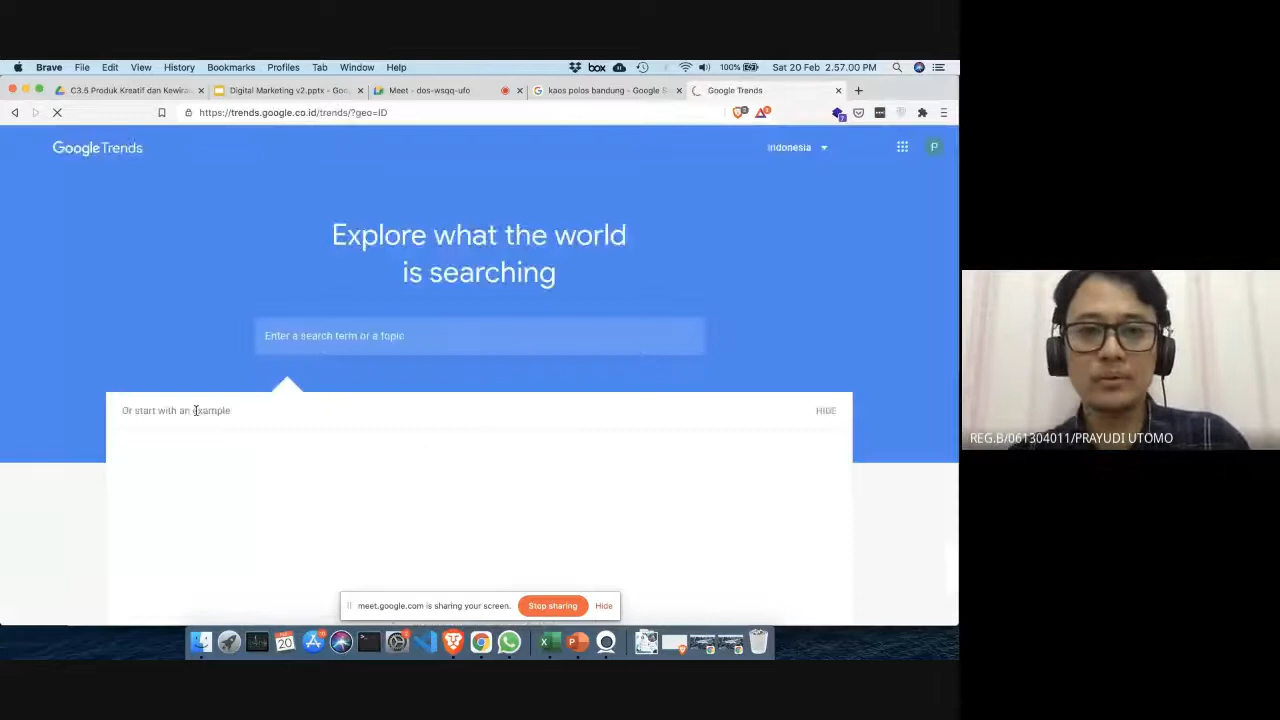 Brave File Edit View History Bookmarks Profiles Tab Window Help
box 100% Sat 20 Feb 2.57.00 PM
C3.5 Produk Kreatif dan Kewira
Digital Marketing v2.pptx - Goo
Meet - dos-wsqq-ufo
kaos polos bandung - Google S
Google Trends
https://trends.google.co.id/trends/?geo=ID
Google Trends
Indonesia
P
Explore what the world
is searching
Enter a search term or a topic
Or start with an example
HIDE
REG.B/061304011/PRAYUDI UTOMO
meet.google.com is sharing your screen.
Stop sharing
Hide
20